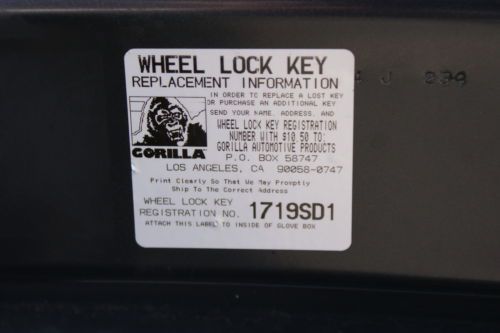 WHEEL LOCK KEY
REPLACEMENT INFORMATION
IN ORDER TO REPLACE A LOST KEY
OR PURCHASE AN ADDITIONAL KEY
SEND YOUR NAME, ADDRESS, AND
WHEEL LOCK KEY REGISTRATION
NUMBER WITH $10.50 TO:
GORILLA AUTOMOTIVE PRODUCTS
GORILLA
P.O. BOX 58747
LOS ANGELES, CA 90058-0747
Print Clearly So That We May Promptly
Ship To The Correct Address
WHEEL LOCK KEY
REGISTRATION NO. 1719SD1
ATTACH THIS LABEL TO INSIDE OF GLOVE BOX